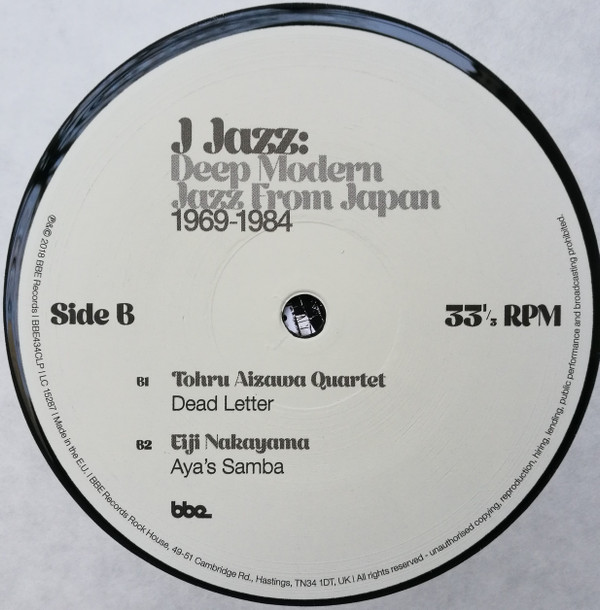 J Jazz:
Deep Modern
Jazz From Japan
1969-1984
Side B
33⅓ RPM
B1 Tohru Aizawa Quartet
Dead Letter
B2 Eiji Nakayama
Aya's Samba
bbe
℗&© 2018 BBE Records | BBE434CLP | LC 15287 | Made in the E.U. | BBE Records Rock House, 49-51 Cambridge Rd., Hastings, TN34 1DT, UK | All rights reserved - unauthorised copying, reproduction, hiring, lending, public performance and broadcasting prohibited.